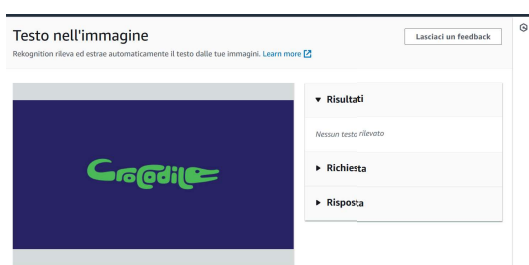 Testo nell'immagine
Lasciaci un feedback
Rekognition rileva ed estrae automaticamente il testo dalle tue immagini. Learn more
Risultati
Nessun testo rilevato
Crocodile
Richiesta
Risposta